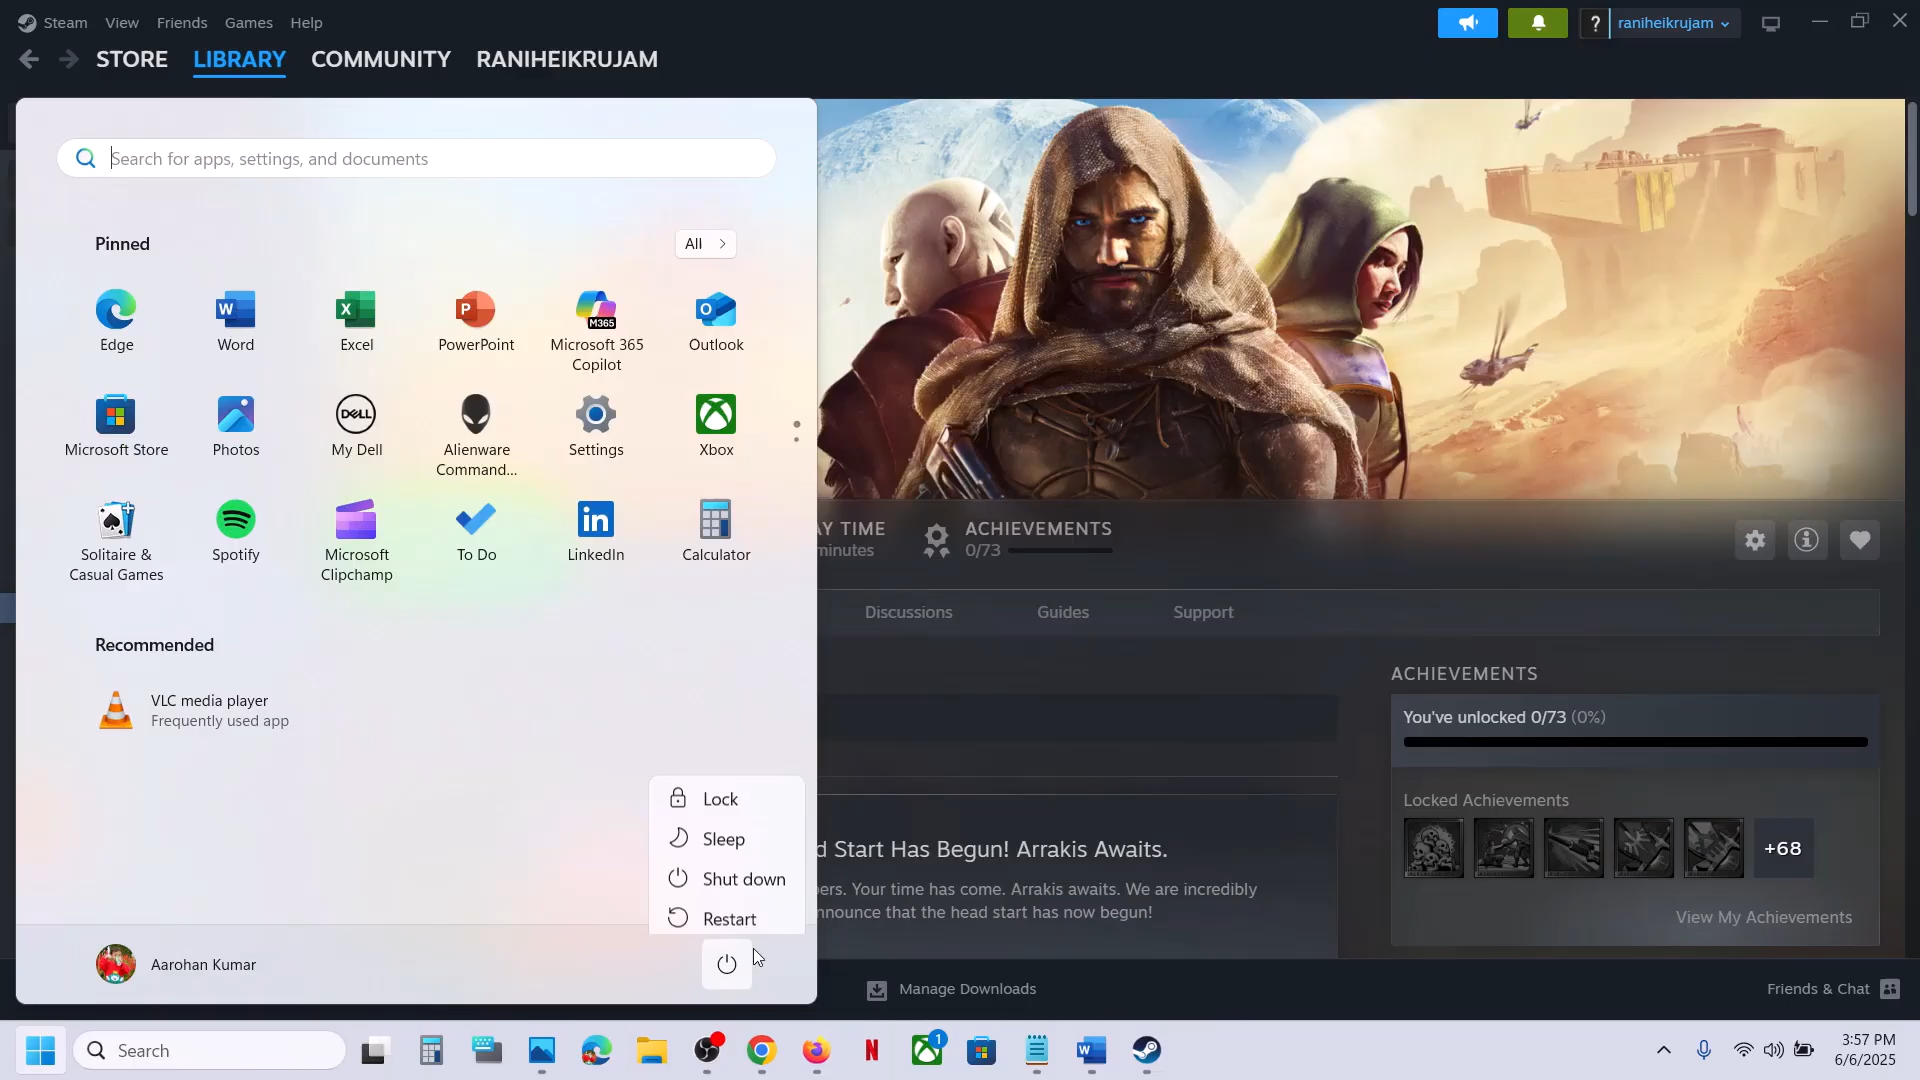 Steam View Friends Games Help
? raniheikrujam
STORE LIBRARY COMMUNITY RANIHEIKRUJAM
Search for apps, settings, and documents
Pinned
All
Edge
Word
Excel
PowerPoint
Microsoft 365
Copilot
M365
Outlook
Microsoft Store
Photos
DELL
My Dell
Alienware
Command...
Settings
Xbox
Solitaire &
Casual Games
Spotify
Microsoft
Clipchamp
To Do
LinkedIn
Calculator
Recommended
VLC media player
Frequently used app
Lock
Sleep
Shut down
Restart
Aarohan Kumar
AY TIME
minutes
ACHIEVEMENTS
0/73
Discussions Guides Support
ACHIEVEMENTS
You've unlocked 0/73 (0%)
Locked Achievements
+68
View My Achievements
d Start Has Begun! Arrakis Awaits.
pers. Your time has come. Arrakis awaits. We are incredibly
nnounce that the head start has now begun!
Manage Downloads
Friends & Chat
Search
1
3:57 PM
6/6/2025